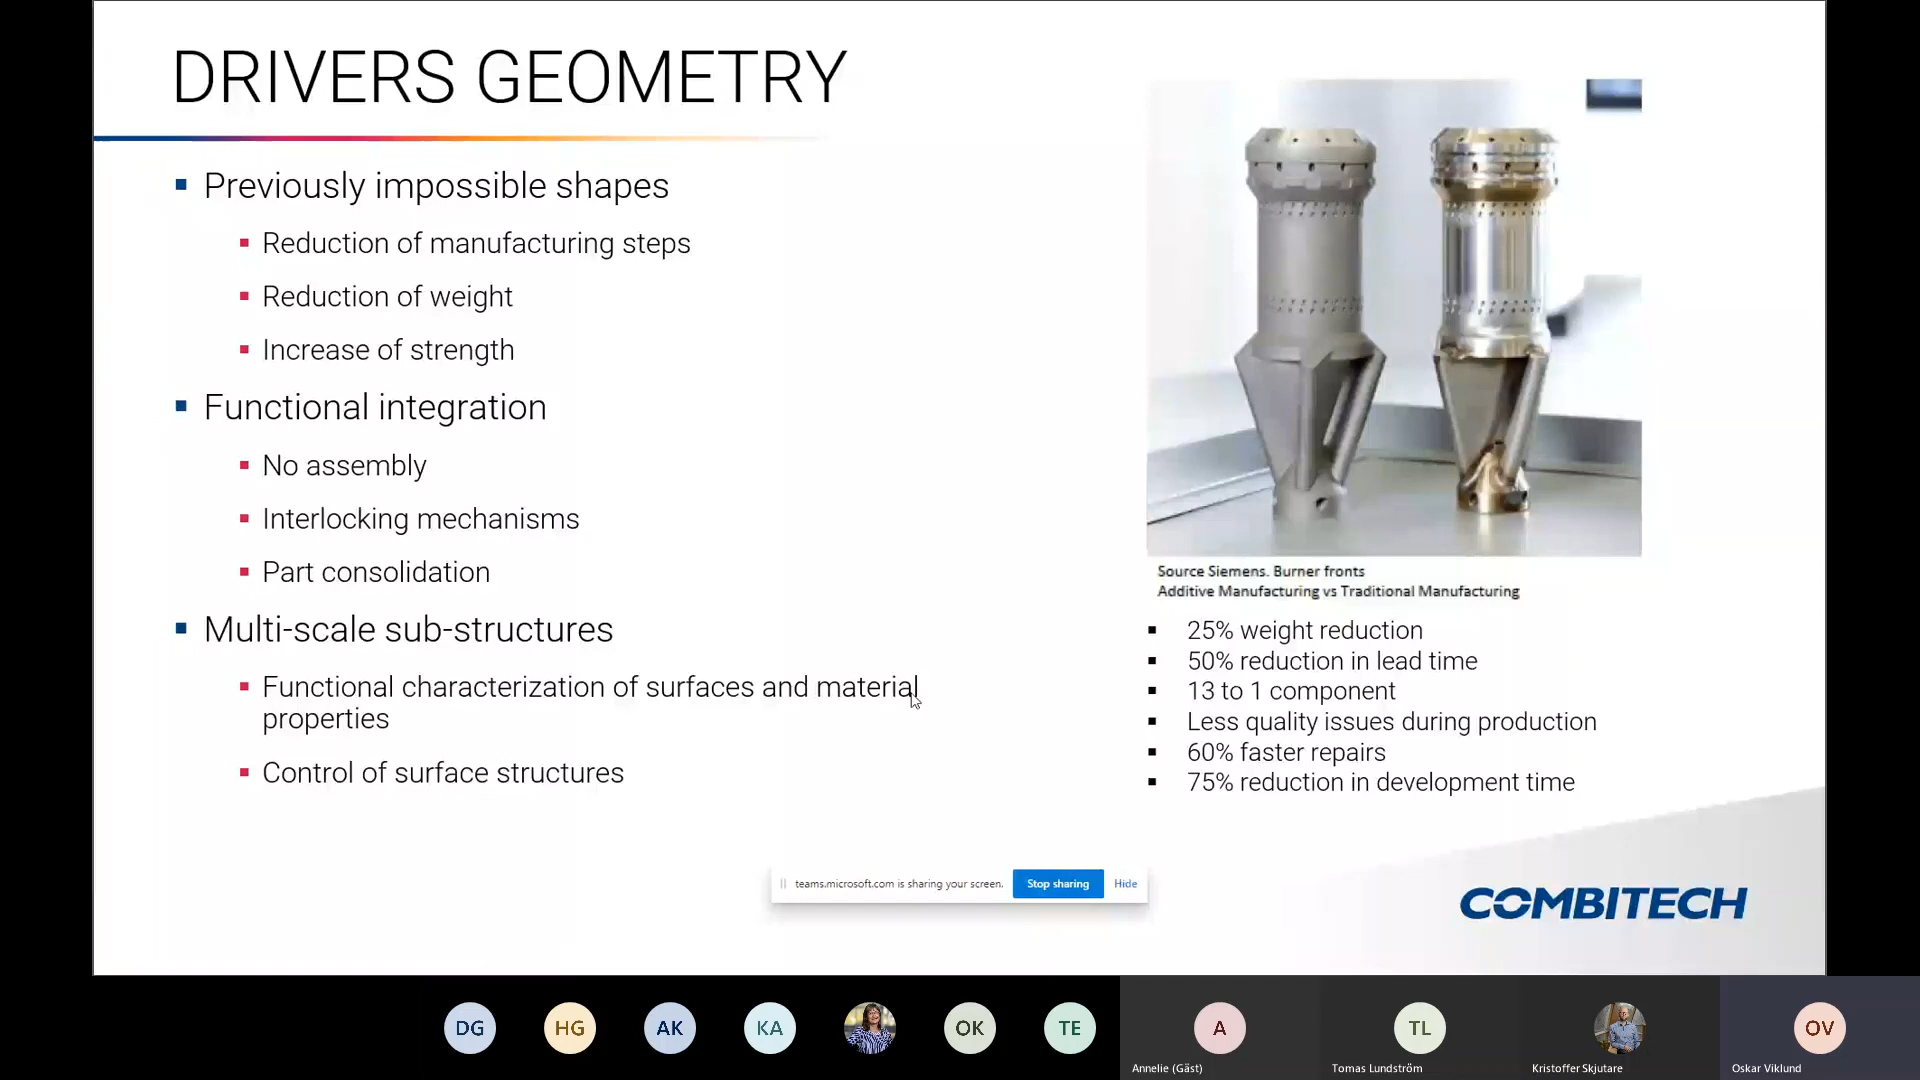 DRIVERS GEOMETRY
Previously impossible shapes
Reduction of manufacturing steps
Reduction of weight
Increase of strength
Functional integration
No assembly
Interlocking mechanisms
Part consolidation
Multi-scale sub-structures
Functional characterization of surfaces and material
properties
Control of surface structures
Source Siemens. Burner fronts
Additive Manufacturing vs Traditional Manufacturing
25% weight reduction
50% reduction in lead time
13 to 1 component
Less quality issues during production
60% faster repairs
75% reduction in development time
teams.microsoft.com is sharing your screen. Stop sharing Hide
COMBITECH
DG HG AK KA OK TE A TL OV
Annelie (Gäst) Tomas Lundström Kristoffer Skjutare Oskar Viklund